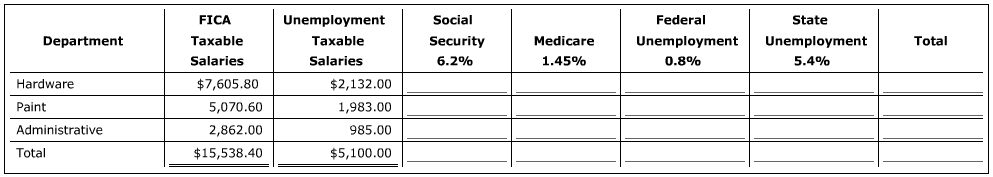 FICA Unemployment Social Federal State
Department Taxable Taxable Security Medicare Unemployment Unemployment Total
Salaries Salaries 6.2% 1.45% 0.8% 5.4%
Hardware $7,605.80 $2,132.00
Paint 5,070.60 1,983.00
Administrative 2,862.00 985.00
Total $15,538.40 $5,100.00